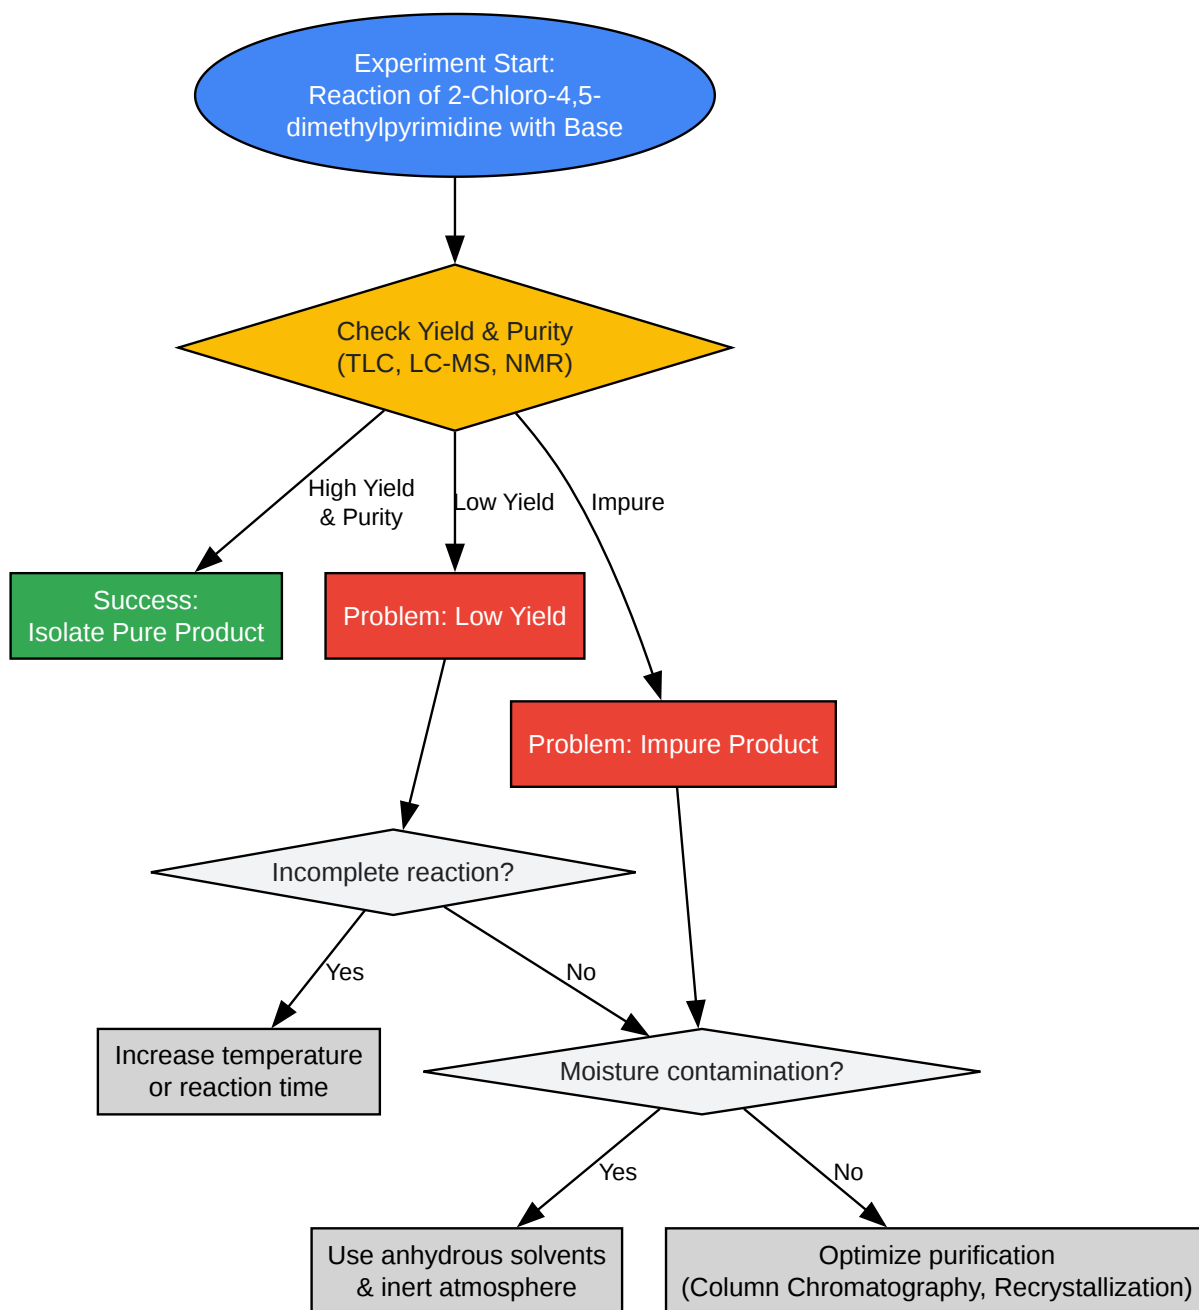 Experiment Start:
Reaction of 2-Chloro-4,5-
dimethylpyrimidine with Base
Check Yield & Purity
(TLC, LC-MS, NMR)
High Yield
& Purity
Low Yield
Impure
Success:
Isolate Pure Product
Problem: Low Yield
Problem: Impure Product
Incomplete reaction?
Yes
No
Increase temperature
or reaction time
Moisture contamination?
Yes
No
Use anhydrous solvents
& inert atmosphere
Optimize purification
(Column Chromatography, Recrystallization)